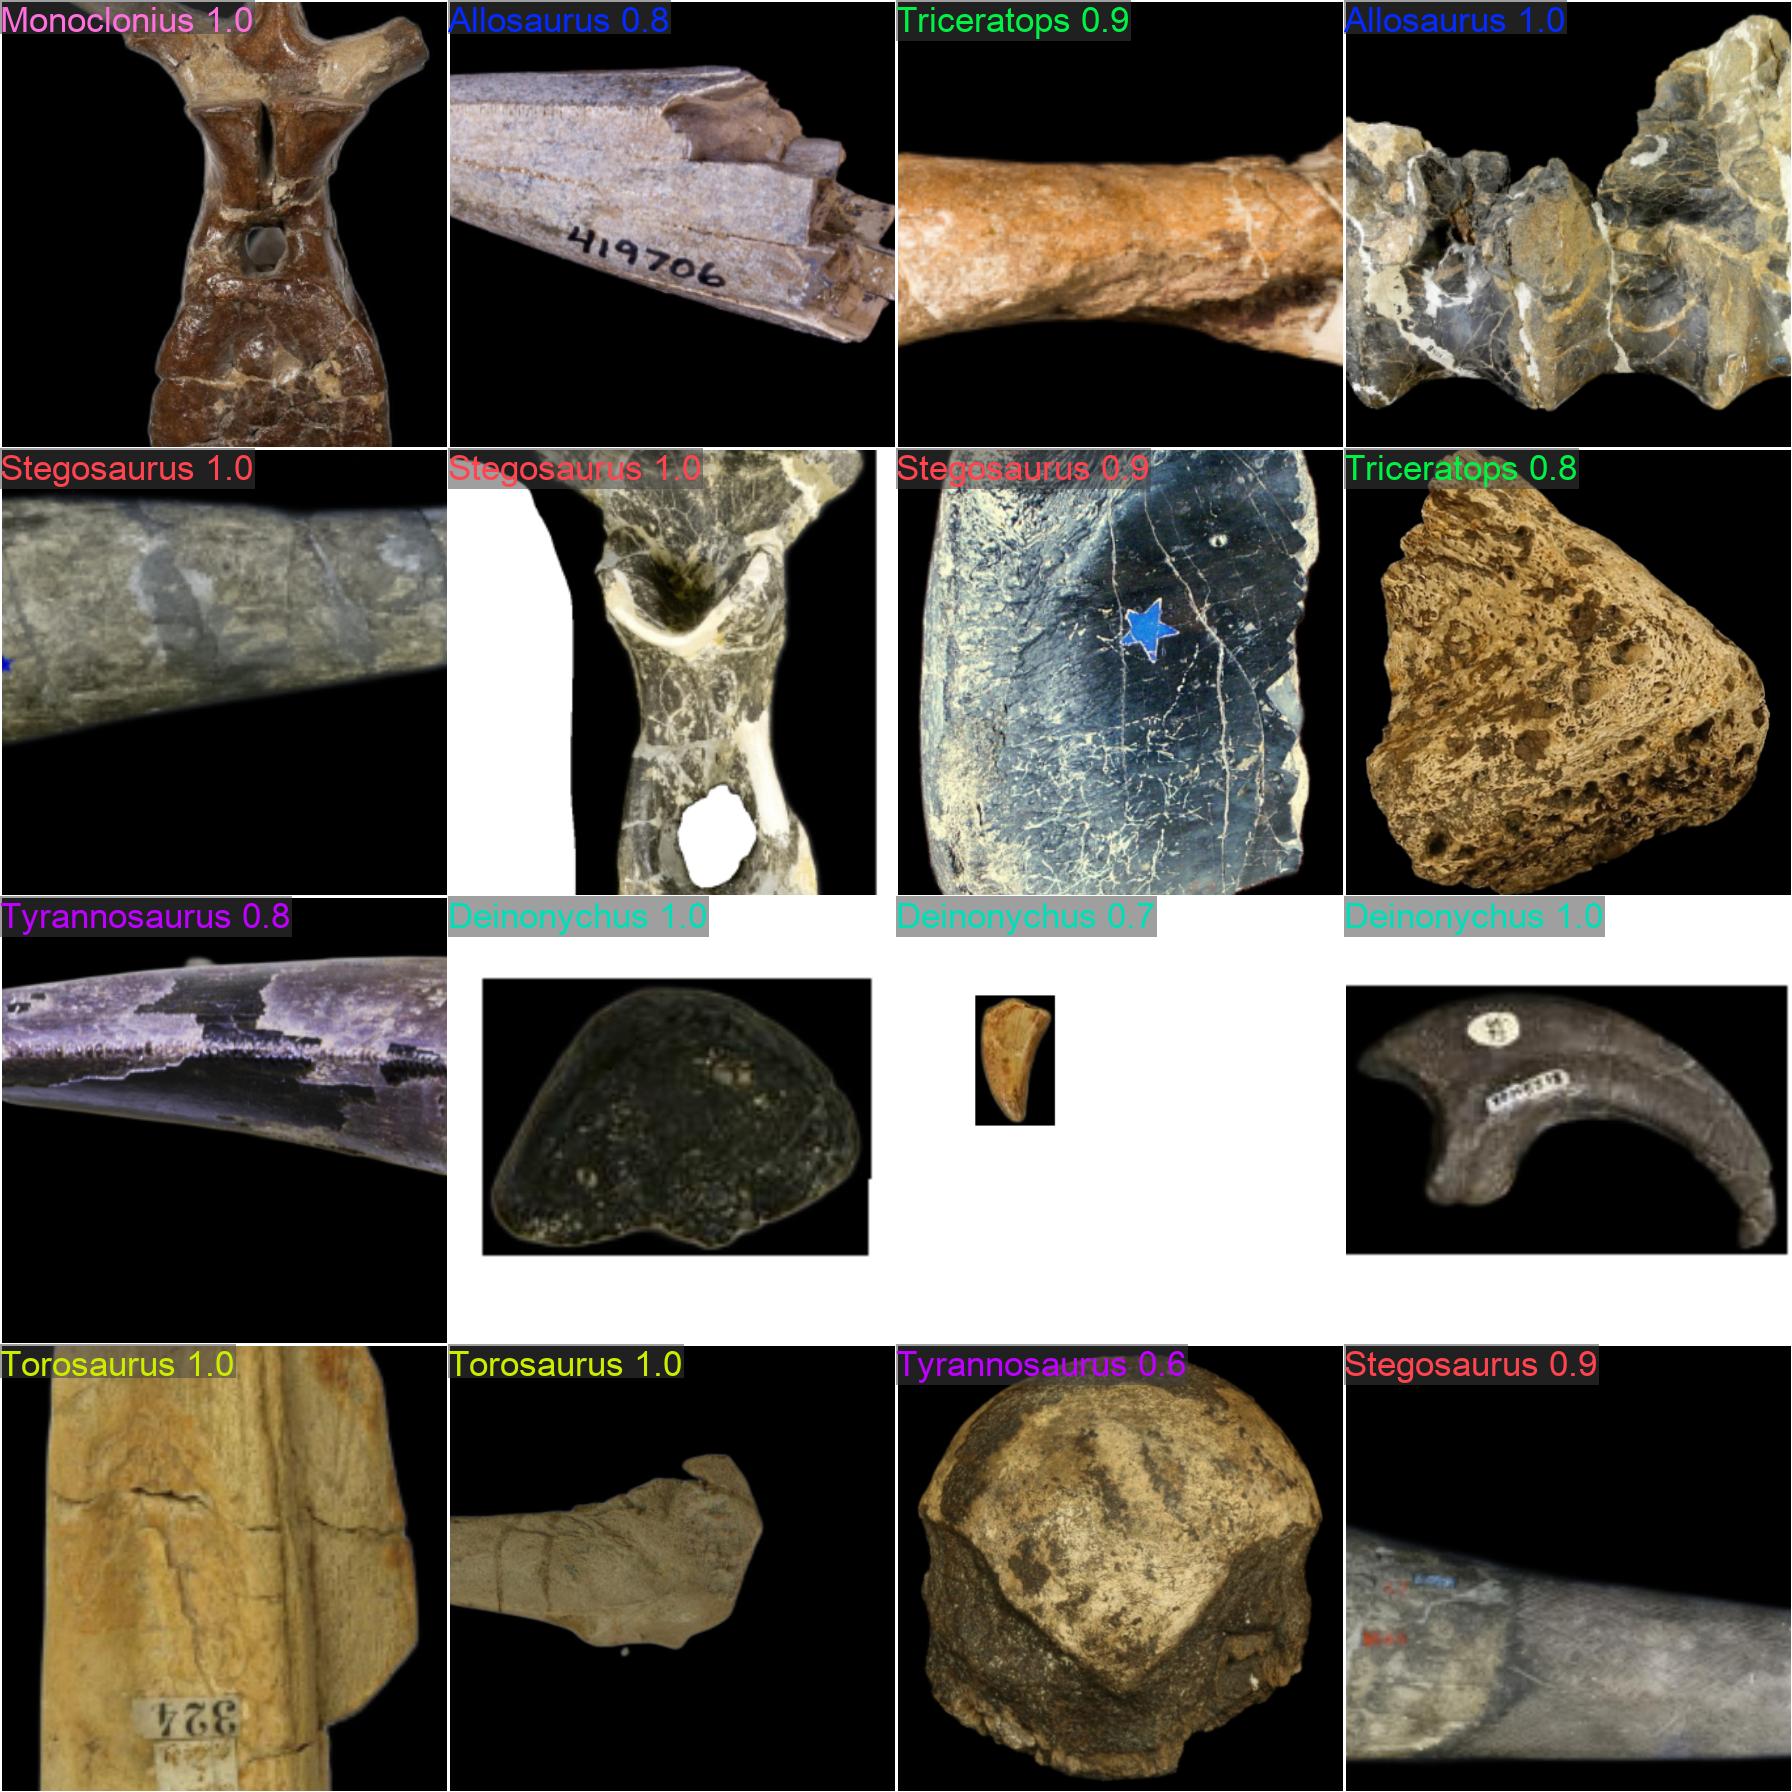 Monoclonius 1.0
Allosaurus 0.8
Triceratops 0.9
Allosaurus 1.0
419706
Stegosaurus 1.0
Stegosaurus 1.0
Stegosaurus 0.9
Triceratops 0.8
Tyrannosaurus 0.8
Deinonychus 1.0
Deinonychus 0.7
Deinonychus 1.0
Torosaurus 1.0
Torosaurus 1.0
Tyrannosaurus 0.6
Stegosaurus 0.9
324